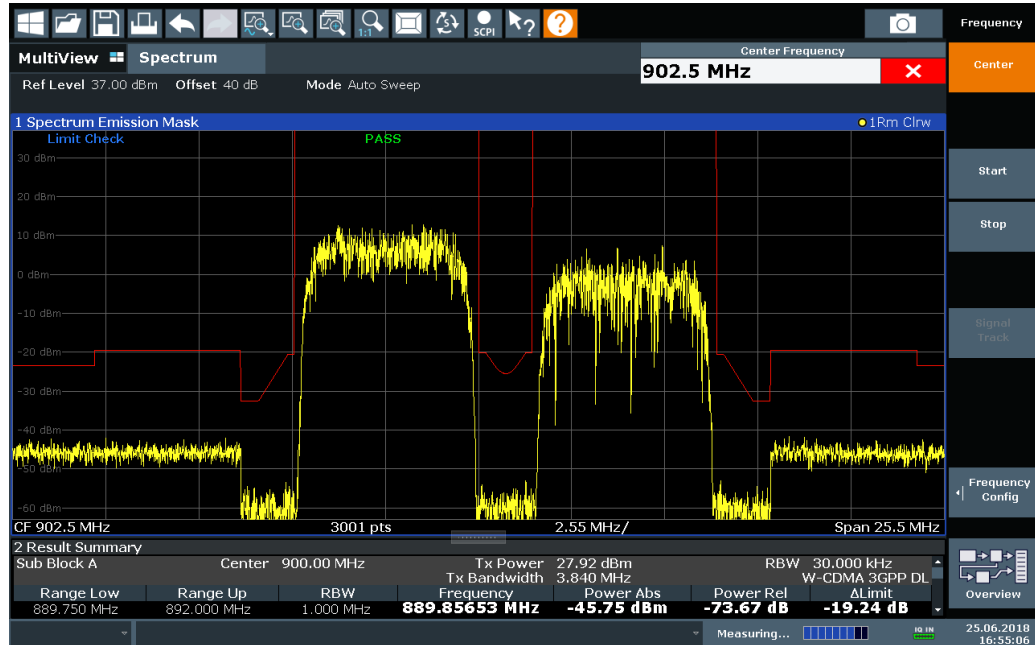 1:1
SCPI
?
?
Frequency
MultiView
Spectrum
Center Frequency
902.5 MHz
Center
Ref Level 37.00 dBm Offset 40 dB Mode Auto Sweep
1 Spectrum Emission Mask
1Rm Clrw
Limit Check
PASS
30 dBm
20 dBm
10 dBm
0 dBm
-10 dBm
-20 dBm
-30 dBm
-40 dBm
-50 dBm
-60 dBm
Start
Stop
Signal
Track
Frequency
Config
CF 902.5 MHz 3001 pts 2.55 MHz/ Span 25.5 MHz
2 Result Summary
Sub Block A Center 900.00 MHz Tx Power 27.92 dBm RBW 30.000 kHz
Tx Bandwidth 3.840 MHz W-CDMA 3GPP DL
Range Low Range Up RBW Frequency Power Abs Power Rel ΔLimit
889.750 MHz 892.000 MHz 1.000 MHz 889.85653 MHz -45.75 dBm -73.67 dB -19.24 dB
Overview
Measuring...
IQ IN
25.06.2018
16:55:06